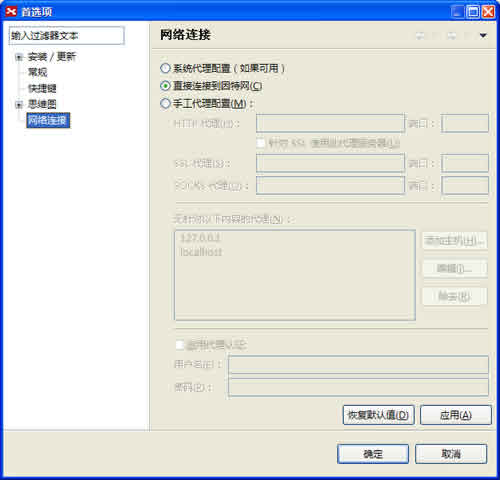 首选项
输入过滤器文本
安装/更新
常规
快捷键
思维图
网络连接
网络连接
系统代理配置（如果可用）
直接连接到因特网(C)
手工代理配置(M)：
HTTP 代理(H)： 端口：
针对 SSL 使用此代理服务器(U)
SSL 代理(S)： 端口：
SOCKS 代理(O)： 端口：
无针对以下内容的代理(N)：
127.0.0.1
localhost
添加主机(H)...
编辑(I)...
除去(R)
启用代理认证
用户名(E)：
密码(P)：
恢复默认值(D)
应用(A)
确定
取消